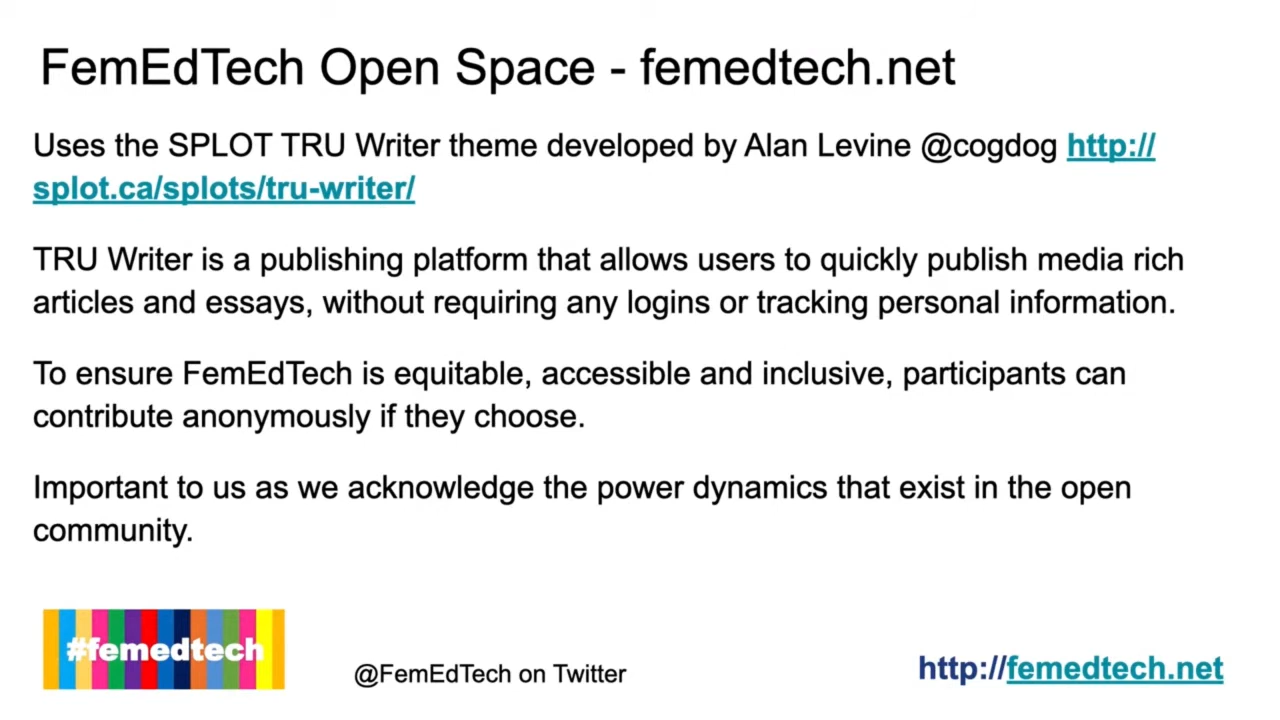 FemEdTech Open Space - femedtech.net
Uses the SPLOT TRU Writer theme developed by Alan Levine @cogdog http://
splot.ca/splots/tru-writer/
TRU Writer is a publishing platform that allows users to quickly publish media rich
articles and essays, without requiring any logins or tracking personal information.
To ensure FemEdTech is equitable, accessible and inclusive, participants can
contribute anonymously if they choose.
Important to us as we acknowledge the power dynamics that exist in the open
community.
#femedtech
@FemEdTech on Twitter
http://femedtech.net